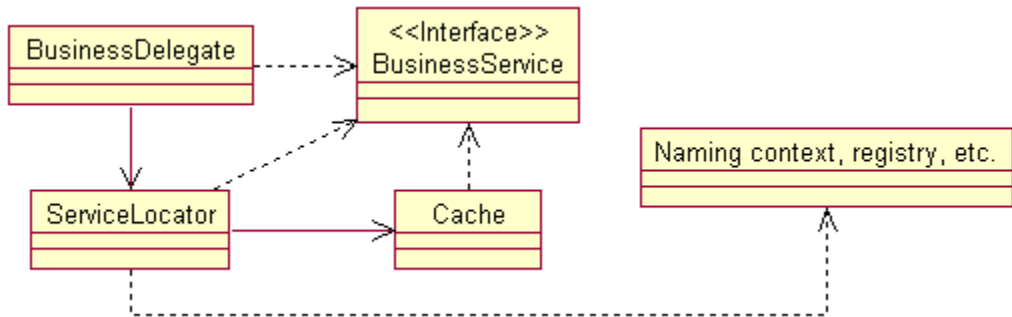 BusinessDelegate
<<Interface>>
BusinessService
Naming context, registry, etc.
ServiceLocator
Cache